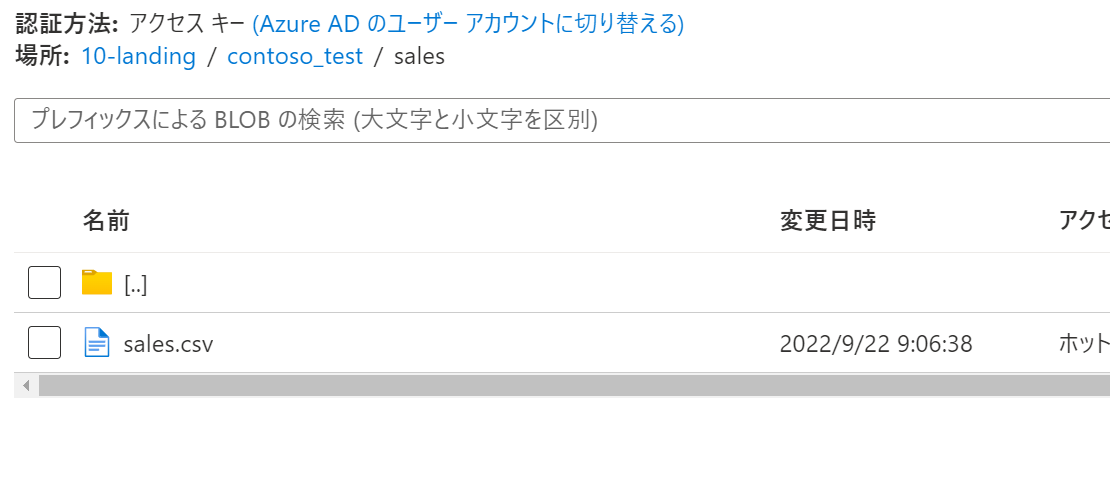 認証方法: アクセス キー (Azure AD のユーザー アカウントに切り替える)
場所: 10-landing / contoso_test / sales
プレフィックスによる BLOB の検索 (大文字と小文字を区別)
名前 変更日時 アクセ
[..]
sales.csv 2022/9/22 9:06:38 ホット